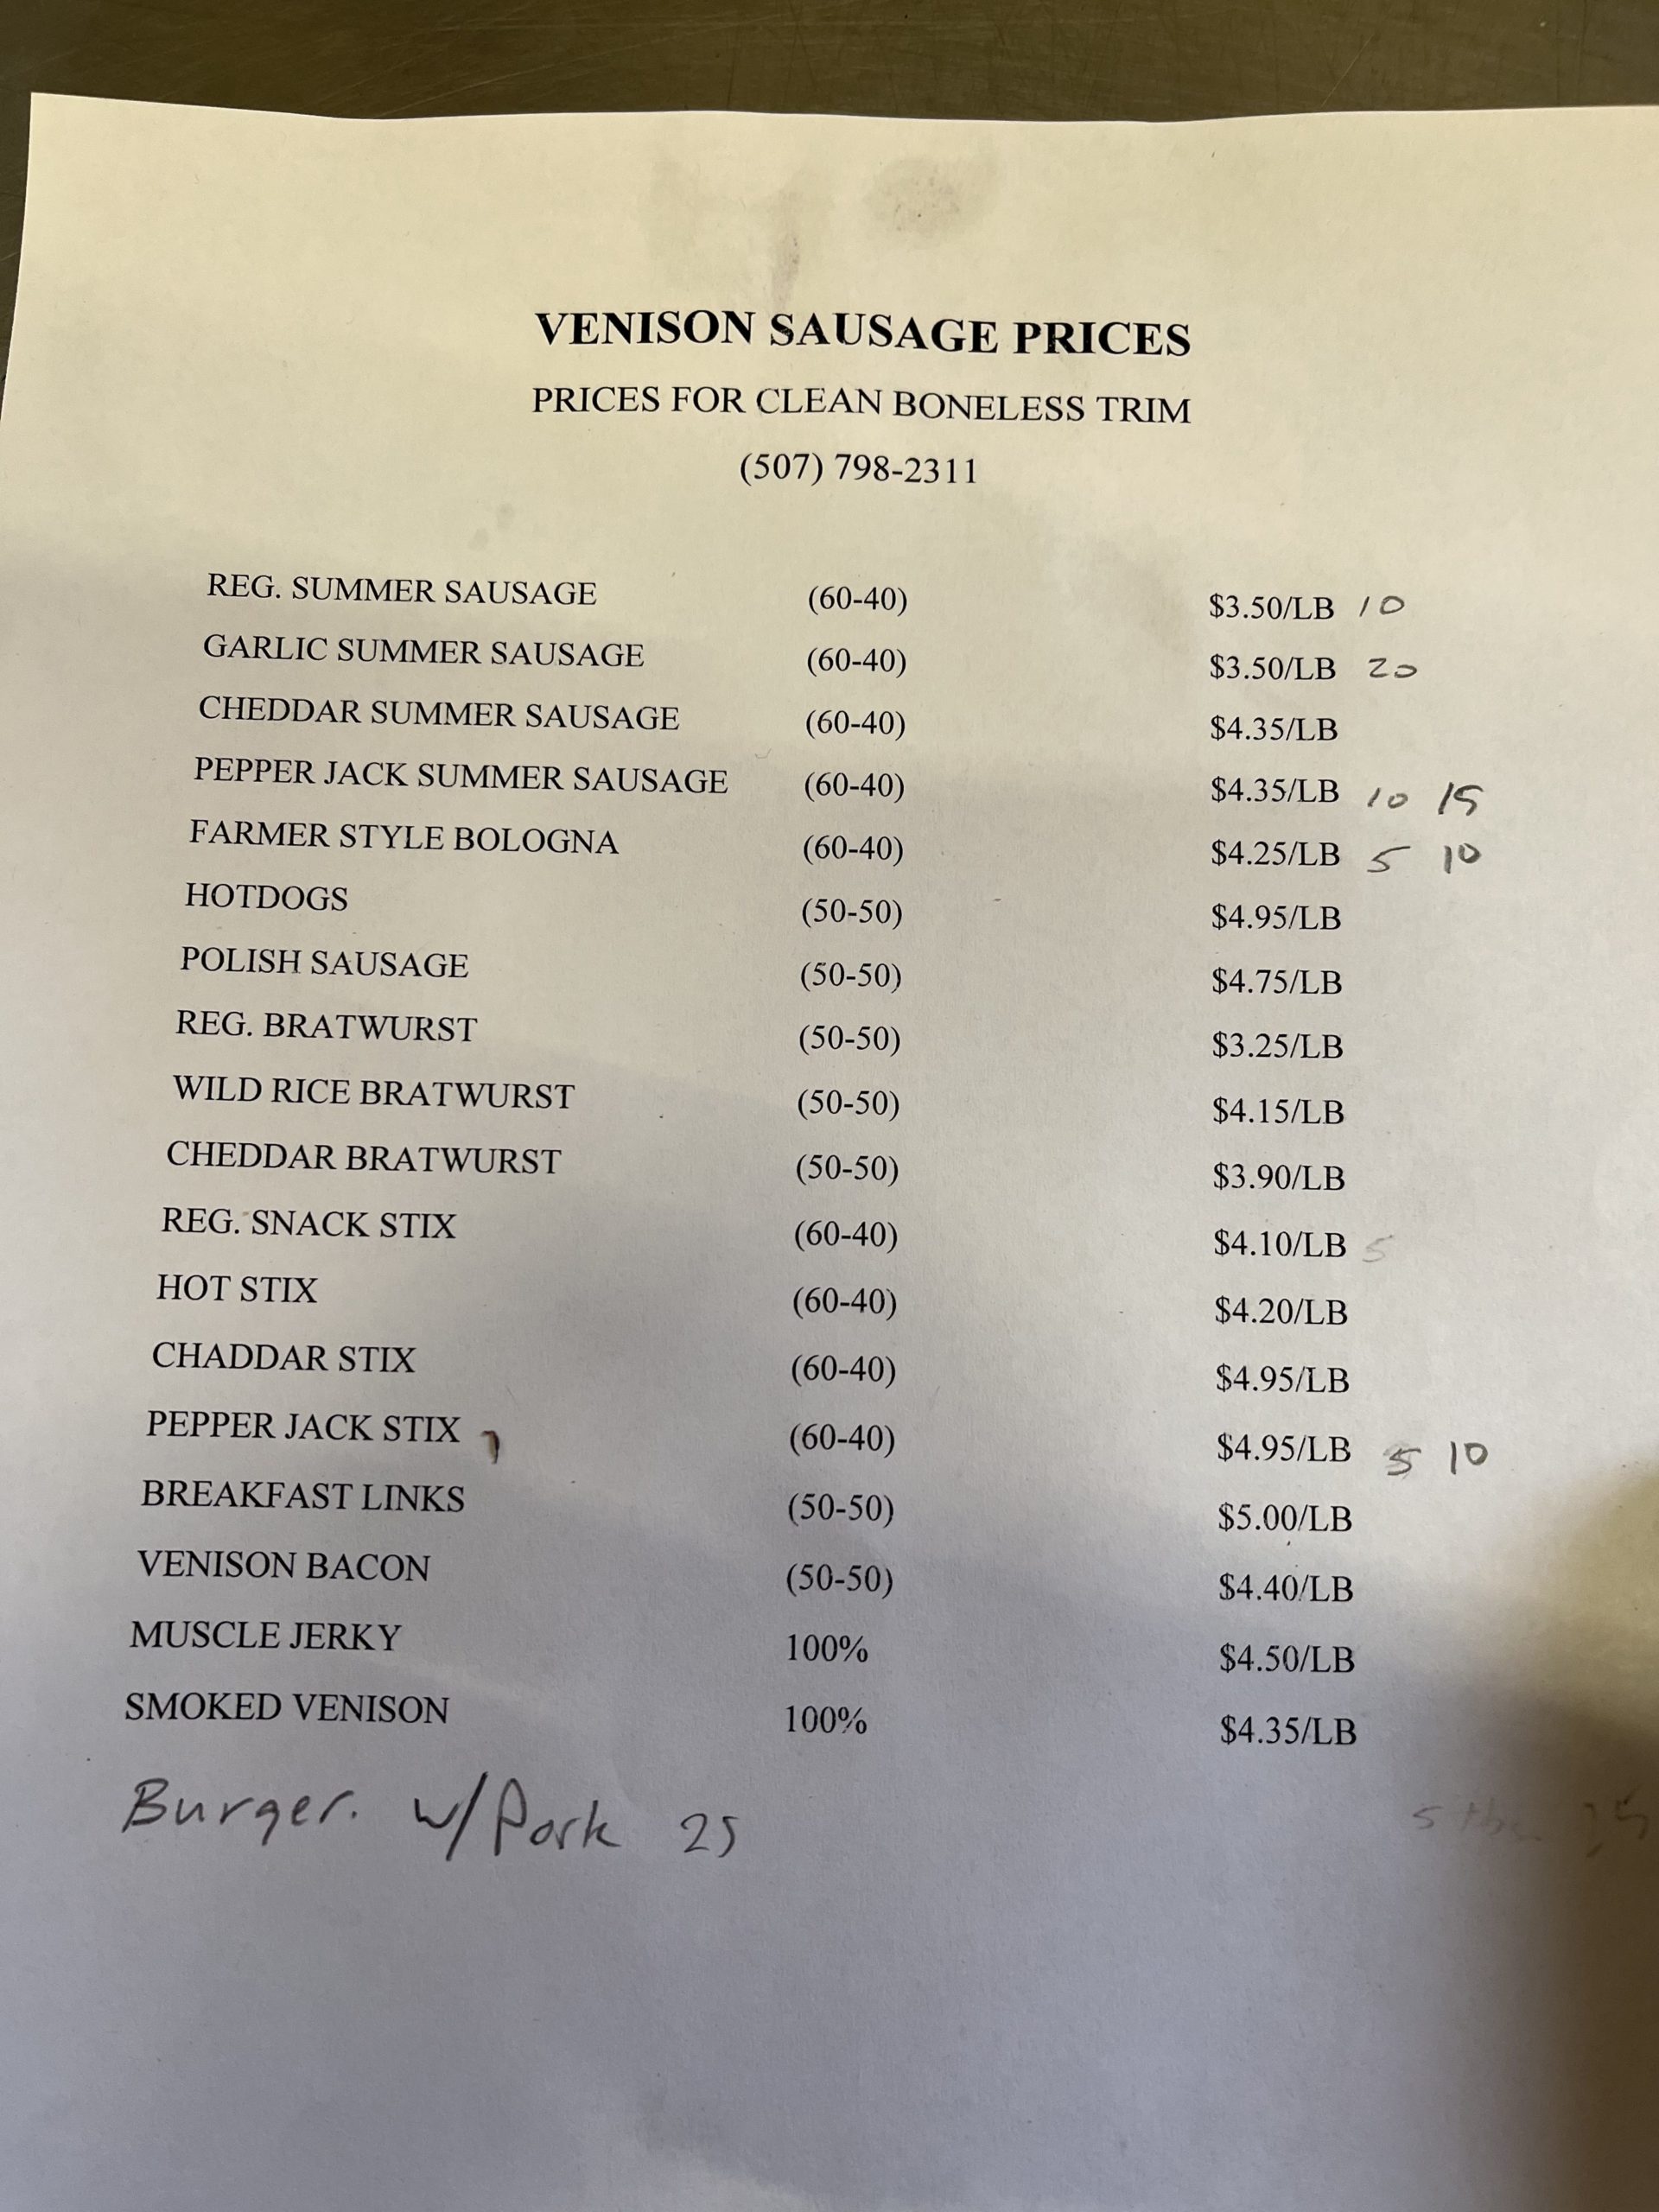 VENISON SAUSAGE PRICES
PRICES FOR CLEAN BONELESS TRIM
(507) 798-2311
REG. SUMMER SAUSAGE (60-40) $3.50/LB 10
GARLIC SUMMER SAUSAGE (60-40) $3.50/LB 20
CHEDDAR SUMMER SAUSAGE (60-40) $4.35/LB
PEPPER JACK SUMMER SAUSAGE (60-40) $4.35/LB 10 15
FARMER STYLE BOLOGNA (60-40) $4.25/LB 5 10
HOTDOGS (50-50) $4.95/LB
POLISH SAUSAGE (50-50) $4.75/LB
REG. BRATWURST (50-50) $3.25/LB
WILD RICE BRATWURST (50-50) $4.15/LB
CHEDDAR BRATWURST (50-50) $3.90/LB
REG. SNACK STIX (60-40) $4.10/LB 5
HOT STIX (60-40) $4.20/LB
CHADDAR STIX (60-40) $4.95/LB
PEPPER JACK STIX (60-40) $4.95/LB 5 10
BREAKFAST LINKS (50-50) $5.00/LB
VENISON BACON (50-50) $4.40/LB
MUSCLE JERKY 100% $4.50/LB
SMOKED VENISON 100% $4.35/LB
Burger. w/Pork 25